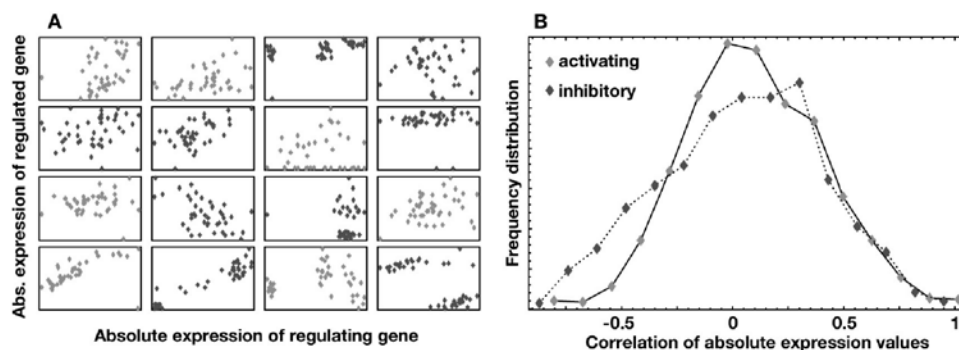 A
B
Abs. expression of regulated gene
Absolute expression of regulating gene
activating
inhibitory
Frequency distribution
-0.5
0
0.5
1
Correlation of absolute expression values